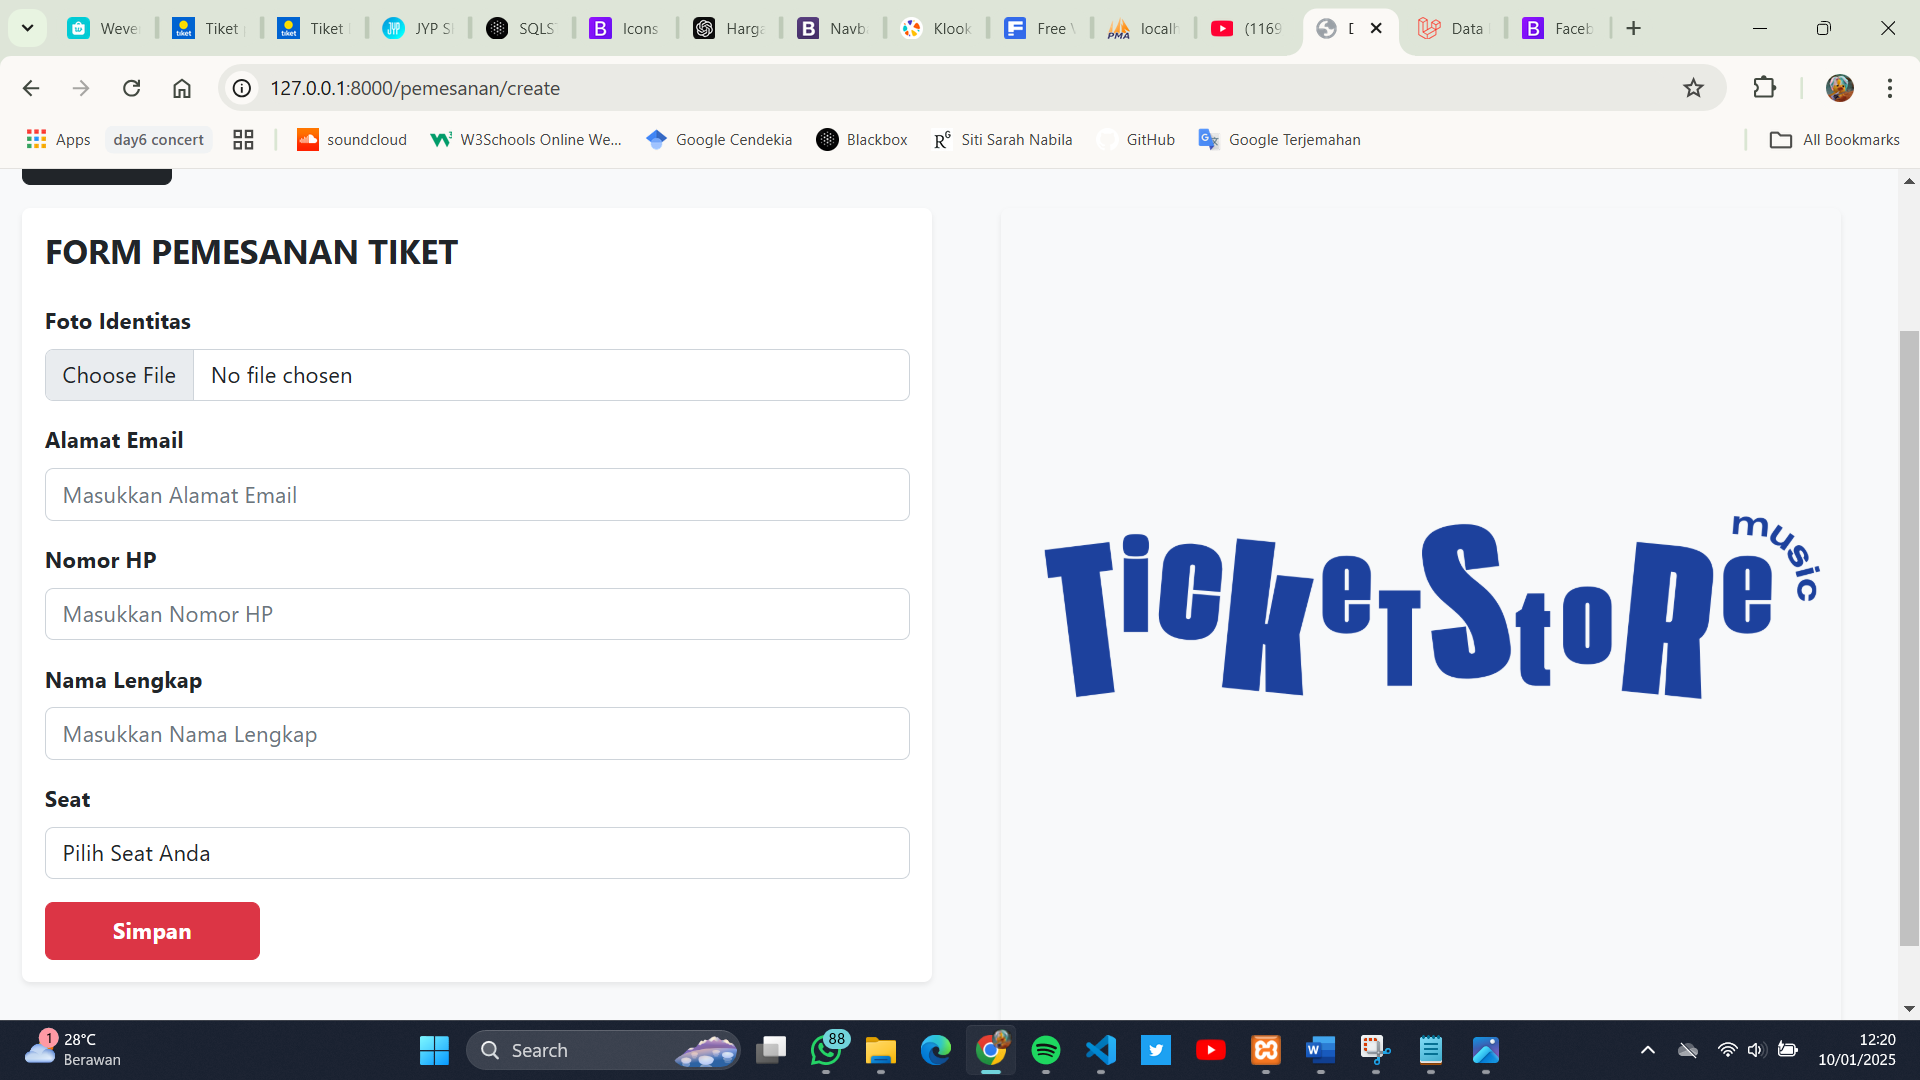 Weve
Tiket
Tiket
JYP S
SQLS
Icons
Harga
Navb
Klook
Free
localh
(1169
Data
Faceb
127.0.0.1:8000/pemesanan/create
Apps
day6 concert
soundcloud
W3Schools Online We...
Google Cendekia
Blackbox
Siti Sarah Nabila
GitHub
Google Terjemahan
All Bookmarks
FORM PEMESANAN TIKET
Foto Identitas
Choose File No file chosen
Alamat Email
Masukkan Alamat Email
Nomor HP
Masukkan Nomor HP
Nama Lengkap
Masukkan Nama Lengkap
Seat
Pilih Seat Anda
Simpan
TicKeTStoRe
music
1
28°C
Berawan
Search
88
12:20
10/01/2025